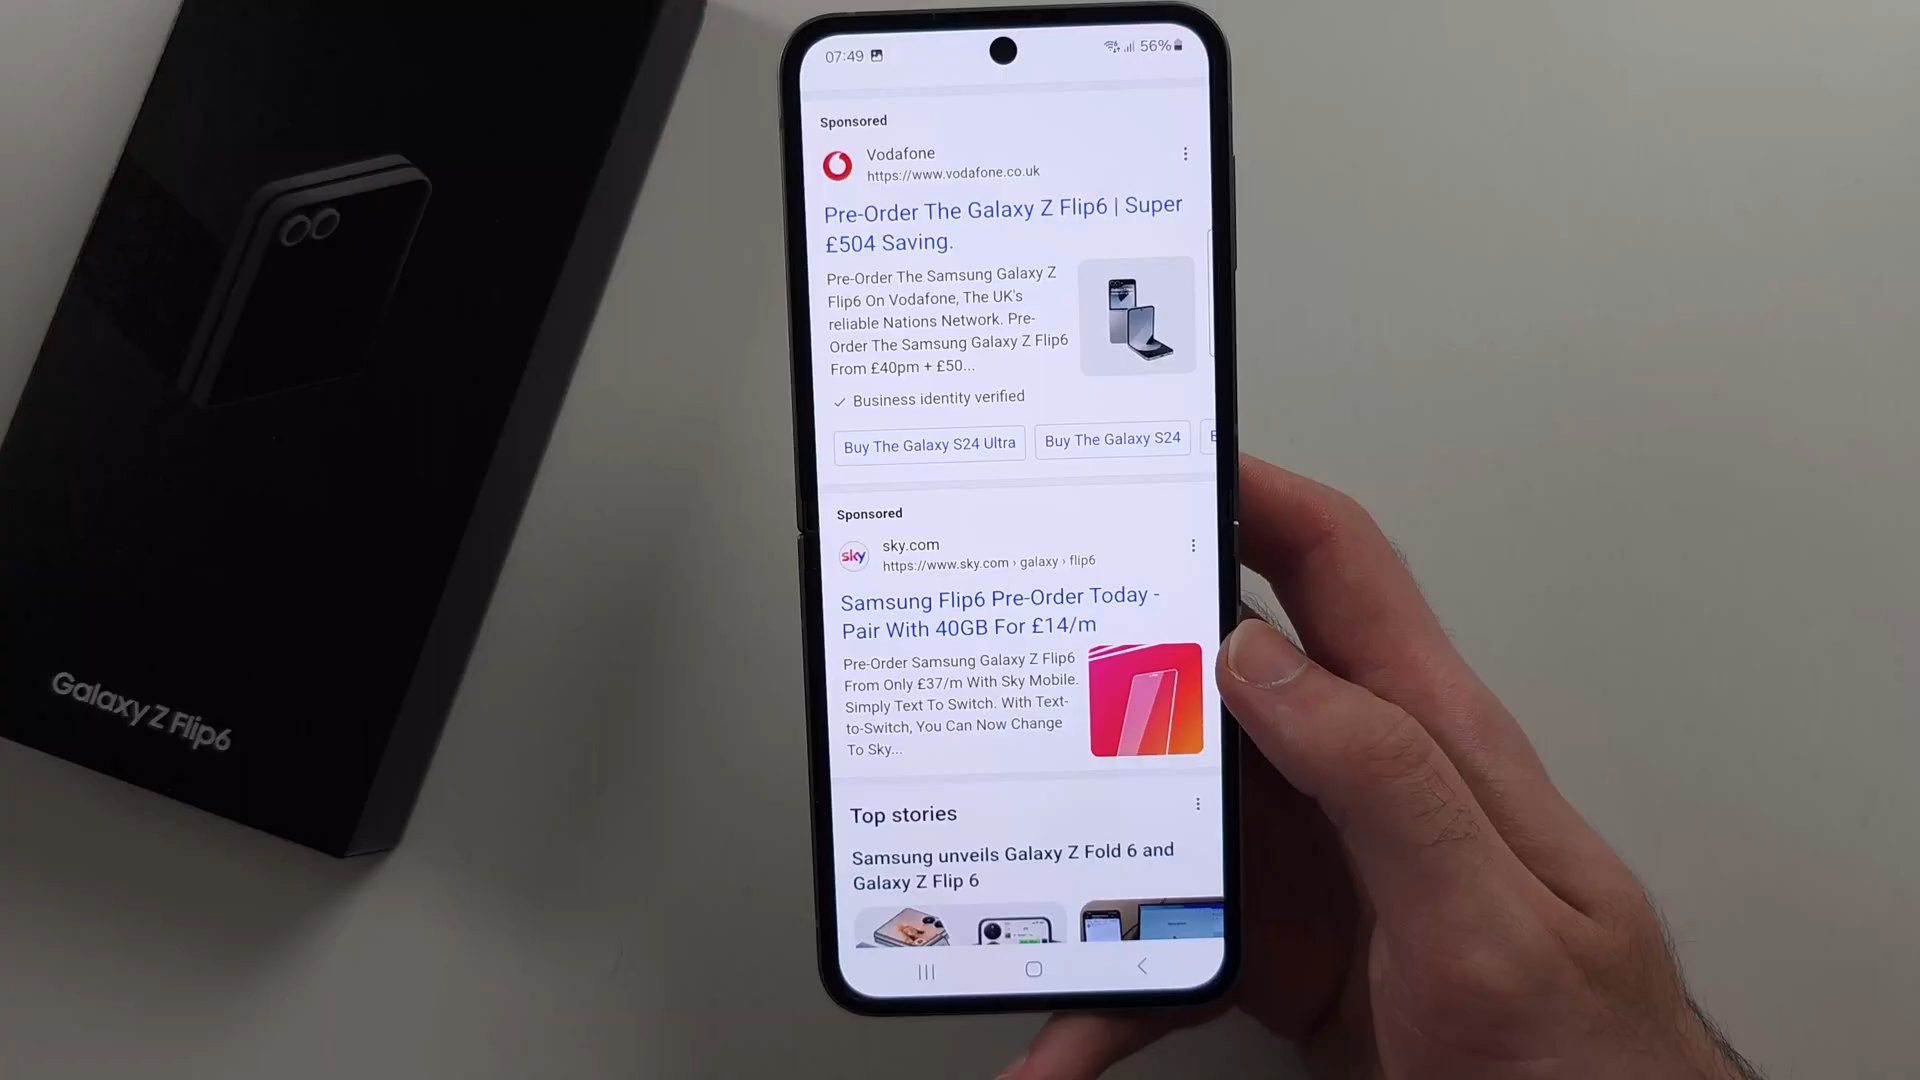 07:49
56%
Sponsored
Vodafone
https://www.vodafone.co.uk
Pre-Order The Galaxy Z Flip6 | Super
£504 Saving.
Pre-Order The Samsung Galaxy Z
Flip6 On Vodafone, The UK's
reliable Nations Network. Pre-
Order The Samsung Galaxy Z Flip6
From £40pm + £50...
Business identity verified
Buy The Galaxy S24 Ultra
Buy The Galaxy S24
Sponsored
sky
sky.com
https://www.sky.com › galaxy › flip6
Samsung Flip6 Pre-Order Today -
Pair With 40GB For £14/m
Pre-Order Samsung Galaxy Z Flip6
From Only £37/m With Sky Mobile.
Simply Text To Switch. With Text-
to-Switch, You Can Now Change
To Sky...
Top stories
Samsung unveils Galaxy Z Fold 6 and
Galaxy Z Flip 6
Galaxy Z Flip6